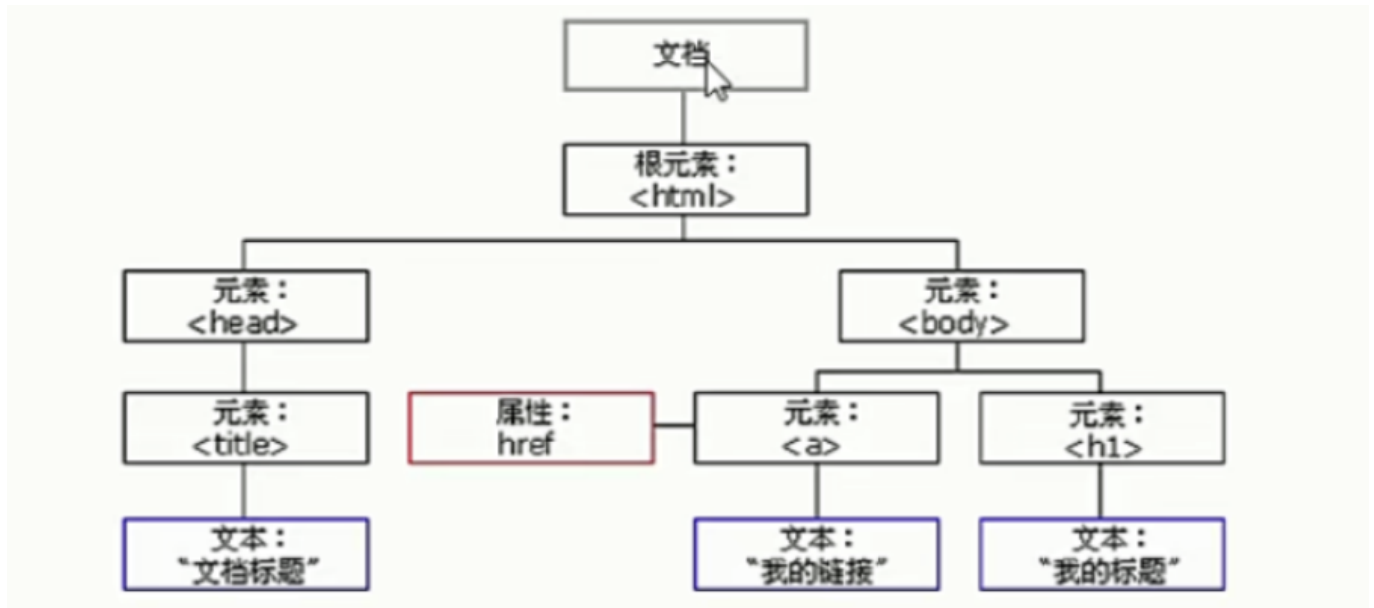 文档
根元素：
<html>
元素：
<head>
元素：
<body>
元素：
<title>
属性：
href
元素：
<a>
元素：
<h1>
文本：
“文档标题”
文本：
“我的链接”
文本：
“我的标题”